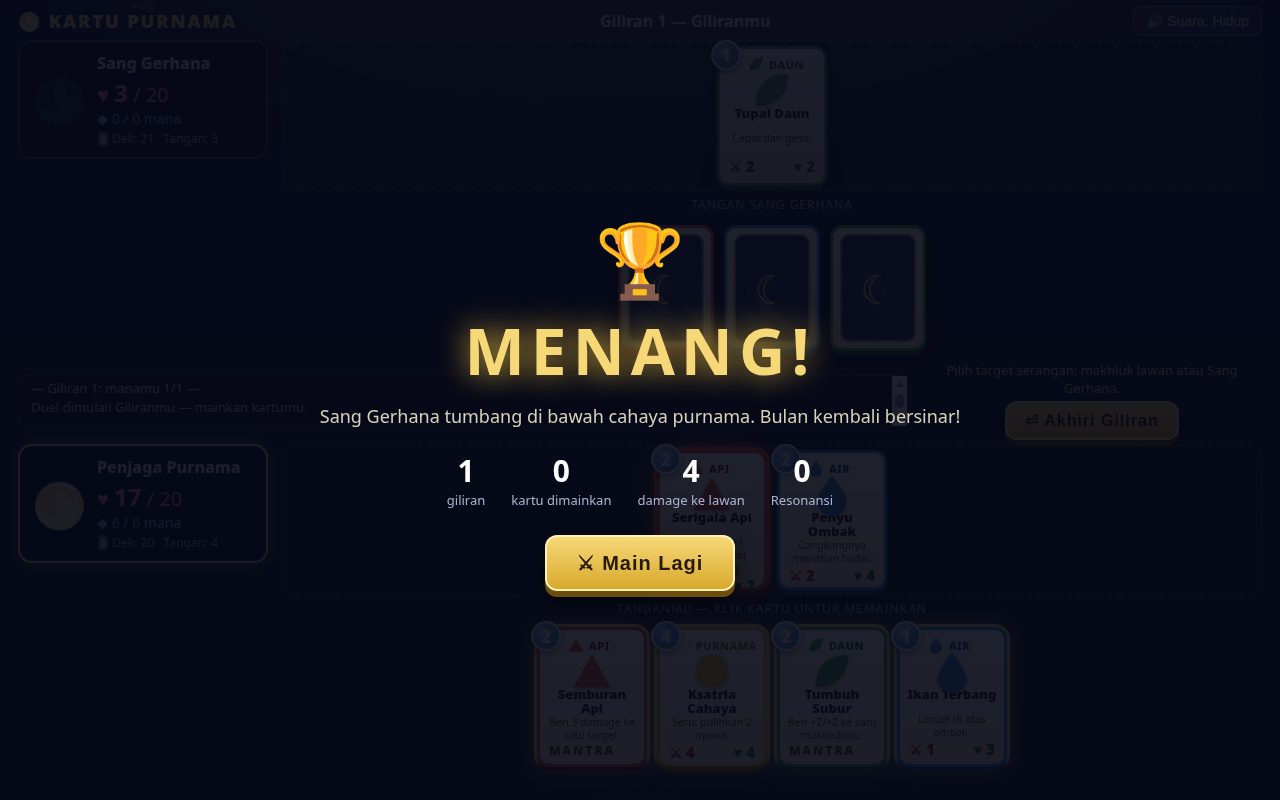 KARTU PURNAMA
Giliran 1 — Giliranmu
🔊 Suara: Hidup
Sang Gerhana
♥ 3 / 20
◆ 0 / 0 mana
Dek: 21 Tangan: 3
1
DAUN
Tupai Daun
Cepat dan gesit.
⚔ 2 ♥ 2
TANGAN SANG GERHANA
🏆
MENANG!
— Giliran 1: manamu 1/1 —
Duel dimulai! Giliranmu — mainkan kartumu.
Pilih target serangan: makhluk lawan atau Sang
Gerhana.
⏎ Akhiri Giliran
Sang Gerhana tumbang di bawah cahaya purnama. Bulan kembali bersinar!
Penjaga Purnama
♥ 17 / 20
◆ 6 / 6 mana
Dek: 20 Tangan: 4
2
API
Serigala Api
2
AIR
Penyu
Ombak
Cangkangnya
menahan badai.
⚔ 2 ♥ 4
1 0 4 0
giliran kartu dimainkan damage ke lawan Resonansi
⚔ Main Lagi
TANGANMU — KLIK KARTU UNTUK MEMAINKAN
2
API
Semburan
Api
Beri 3 damage ke
satu target.
MANTRA
4
PURNAMA
Ksatria
Cahaya
Seru: pulihkan 2
nyawa.
⚔ 4 ♥ 4
2
DAUN
Tumbuh
Subur
Beri +2/+2 ke satu
makhlukmu.
MANTRA
1
AIR
Ikan Terbang
Lincah di atas
ombak.
⚔ 1 ♥ 3